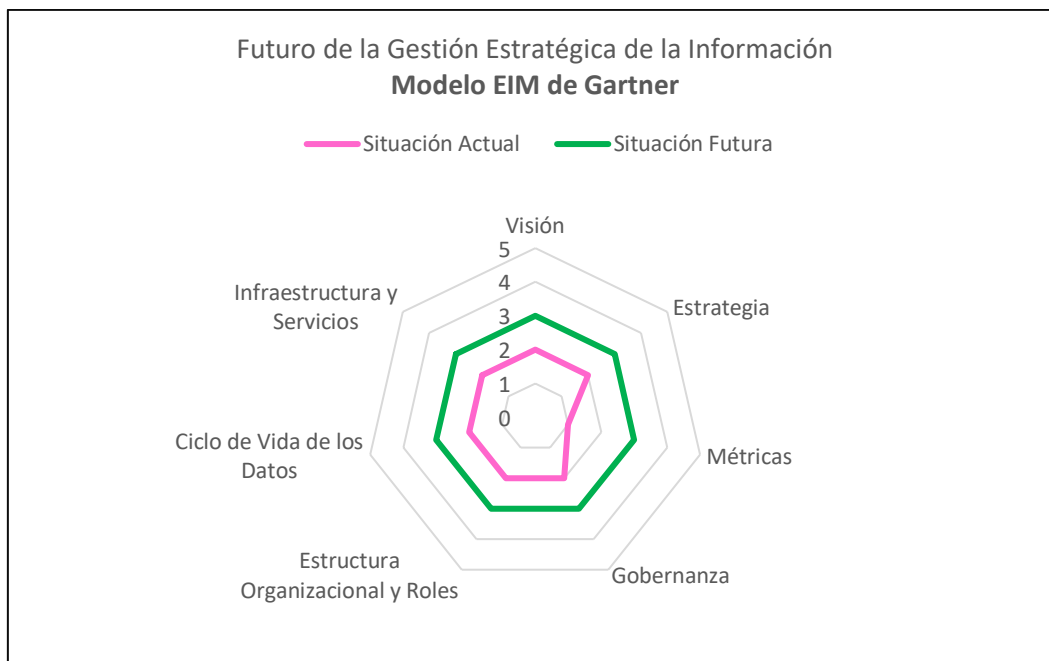 Futuro de la Gestión Estratégica de la Información
Modelo EIM de Gartner
Situación Actual
Situación Futura
Visión
5
4
3
2
1
0
Estrategia
Métricas
Gobernanza
Estructura
Organizacional y Roles
Ciclo de Vida de los
Datos
Infraestructura y
Servicios